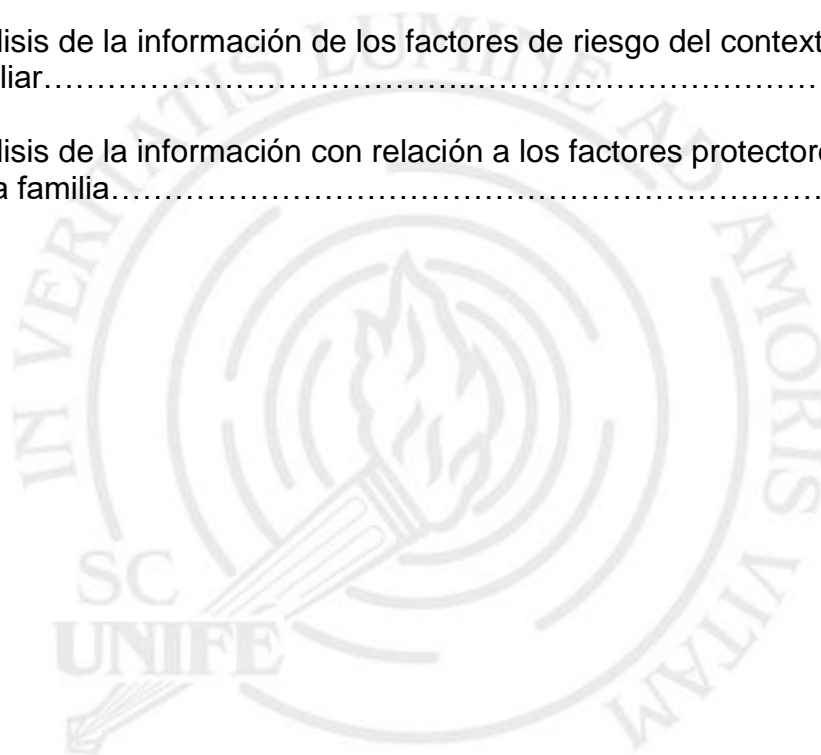 lisis de la información de los factores de riesgo del context
liar……………………………………..……………………………
lisis de la información con relación a los factores protectore
a familia……………………………………………………….……
IN VERITATIS LUMINE AD AMORIS VITAM
SC
UNIFE